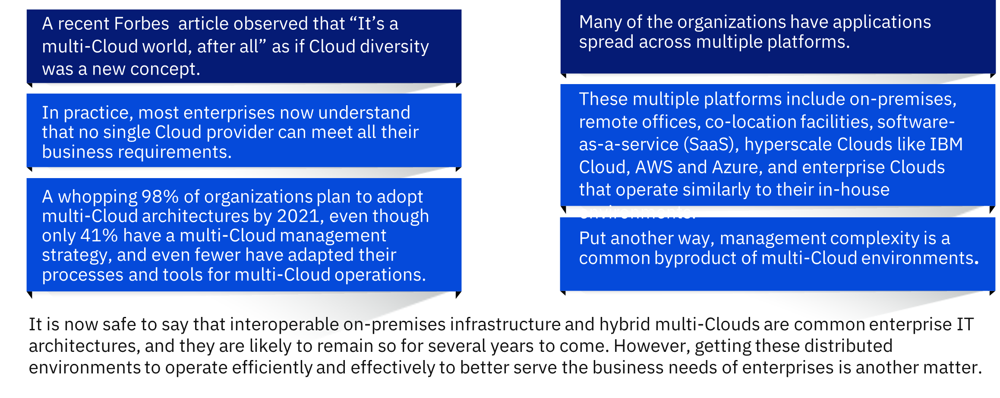 A recent Forbes  article observed that “It’s a
multi-Cloud world, after all” as if Cloud diversity
was a new concept.
In practice, most enterprises now understand
that no single Cloud provider can meet all their
business requirements.
A whopping 98% of organizations plan to adopt
multi-Cloud architectures by 2021, even though
only 41% have a multi-Cloud management
strategy, and even fewer have adapted their
processes and tools for multi-Cloud operations.
Many of the organizations have applications
spread across multiple platforms.
These multiple platforms include on-premises,
remote offices, co-location facilities, software-
as-a-service (SaaS), hyperscale Clouds like IBM
Cloud, AWS and Azure, and enterprise Clouds
that operate similarly to their in-house
environments.
Put another way, management complexity is a
common byproduct of multi-Cloud environments.
It is now safe to say that interoperable on-premises infrastructure and hybrid multi-Clouds are common enterprise IT
architectures, and they are likely to remain so for several years to come. However, getting these distributed
environments to operate efficiently and effectively to better serve the business needs of enterprises is another matter.